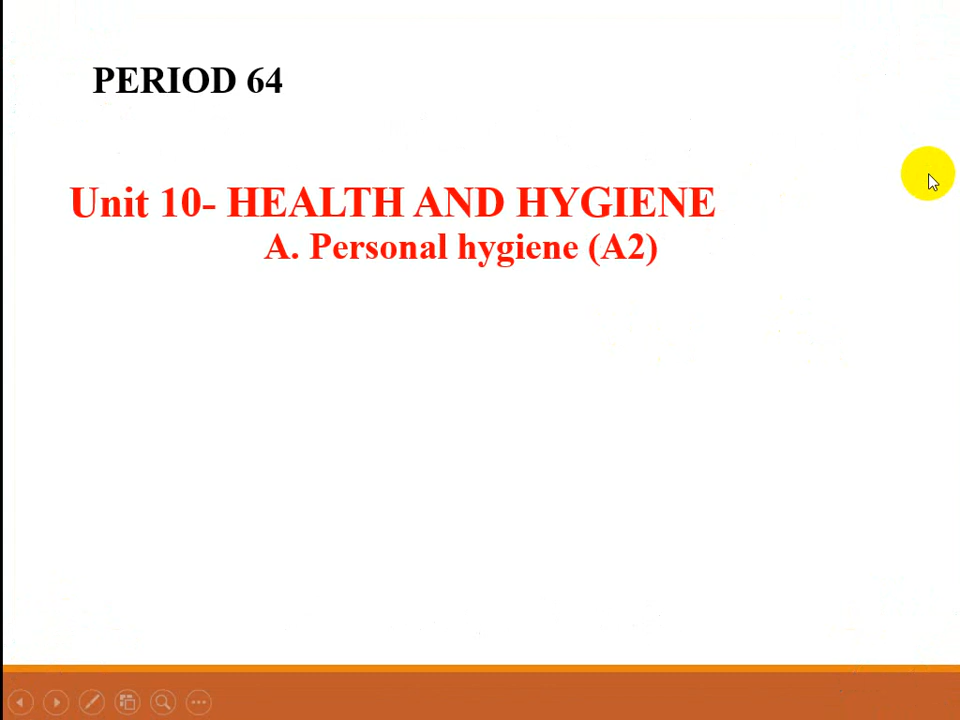 PERIOD 64
Unit 10- HEALTH AND HYGIENE
A. Personal hygiene (A2)